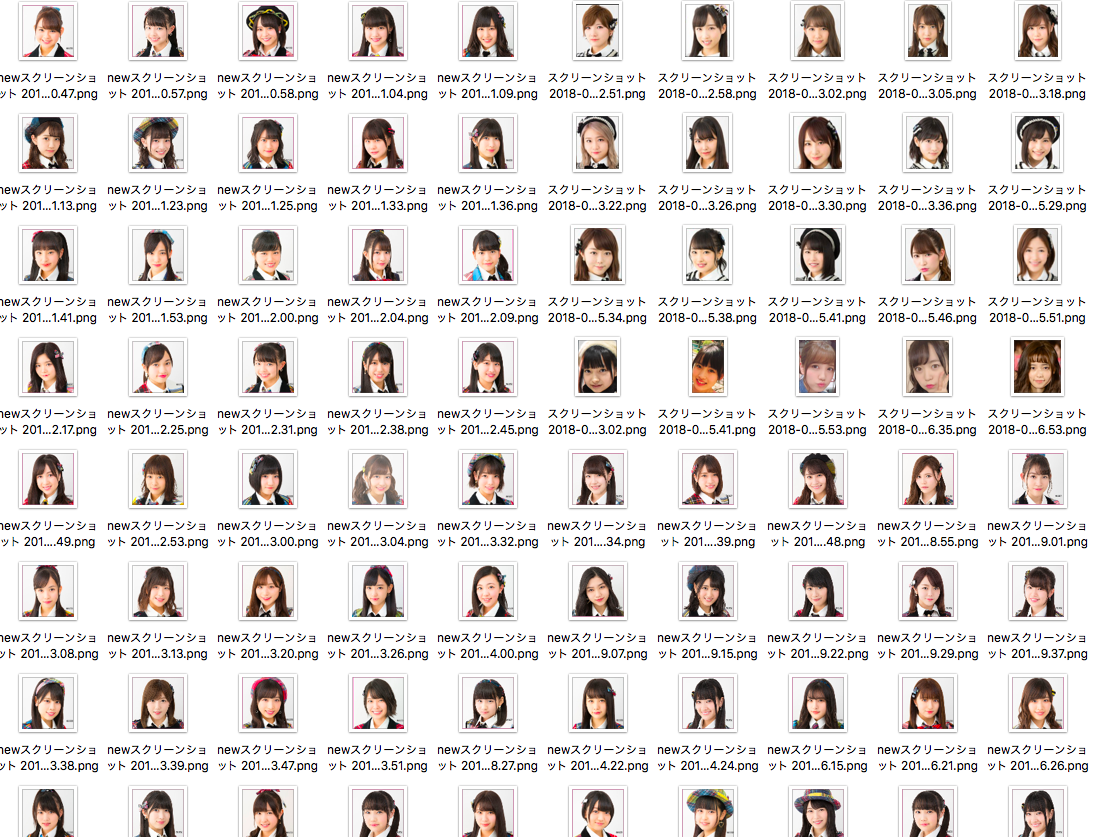 newスクリーンショ newスクリーンショ newスクリーンショ newスクリーンショ newスクリーンショ スクリーンショット スクリーンショット スクリーンショット スクリーンショット スクリーンショット
ット 201...0.47.png ット 201...0.57.png ット 201...0.58.png ット 201...1.04.png ット 201...1.09.png 2018-0...2.51.png 2018-0...2.58.png 2018-0...3.02.png 2018-0...3.05.png 2018-0...3.18.png
newスクリーンショ newスクリーンショ newスクリーンショ newスクリーンショ newスクリーンショ スクリーンショット スクリーンショット スクリーンショット スクリーンショット スクリーンショット
ット 201...1.13.png ット 201...1.23.png ット 201...1.25.png ット 201...1.33.png ット 201...1.36.png 2018-0...3.22.png 2018-0...3.26.png 2018-0...3.30.png 2018-0...3.36.png 2018-0...5.29.png
newスクリーンショ newスクリーンショ newスクリーンショ newスクリーンショ newスクリーンショ スクリーンショット スクリーンショット スクリーンショット スクリーンショット スクリーンショット
ット 201...1.41.png ット 201...1.53.png ット 201...2.00.png ット 201...2.04.png ット 201...2.09.png 2018-0...5.34.png 2018-0...5.38.png 2018-0...5.41.png 2018-0...5.46.png 2018-0...5.51.png
newスクリーンショ newスクリーンショ newスクリーンショ newスクリーンショ newスクリーンショ スクリーンショット スクリーンショット スクリーンショット スクリーンショット スクリーンショット
ット 201...2.17.png ット 201...2.25.png ット 201...2.31.png ット 201...2.38.png ット 201...2.45.png 2018-0...3.02.png 2018-0...5.41.png 2018-0...5.53.png 2018-0...6.35.png 2018-0...6.53.png
newスクリーンショ newスクリーンショ newスクリーンショ newスクリーンショ newスクリーンショ newスクリーンショ newスクリーンショ newスクリーンショ newスクリーンショ newスクリーンショ
ット 201....49.png ット 201...2.53.png ット 201...3.00.png ット 201...3.04.png ット 201...3.32.png ット 201....34.png ット 201....39.png ット 201....48.png ット 201...8.55.png ット 201...9.01.png
newスクリーンショ newスクリーンショ newスクリーンショ newスクリーンショ newスクリーンショ newスクリーンショ newスクリーンショ newスクリーンショ newスクリーンショ newスクリーンショ
ット 201...3.08.png ット 201...3.13.png ット 201...3.20.png ット 201...3.26.png ット 201...4.00.png ット 201...9.07.png ット 201...9.15.png ット 201...9.22.png ット 201...9.29.png ット 201...9.37.png
newスクリーンショ newスクリーンショ newスクリーンショ newスクリーンショ newスクリーンショ newスクリーンショ newスクリーンショ newスクリーンショ newスクリーンショ newスクリーンショ
ット 201...3.38.png ット 201...3.39.png ット 201...3.47.png ット 201...3.51.png ット 201...8.27.png ット 201...4.22.png ット 201...4.24.png ット 201...6.15.png ット 201...6.21.png ット 201...6.26.png